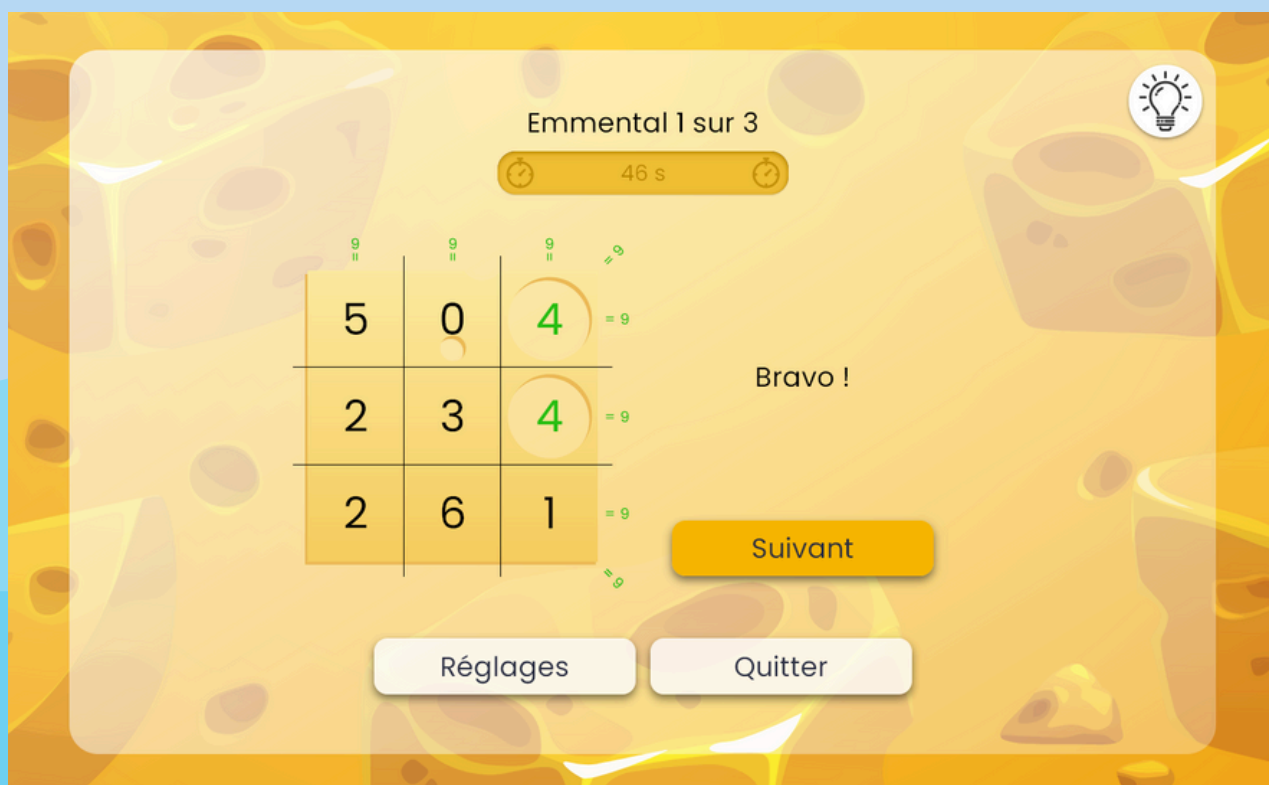 Emmental 1 sur 3
46 s
9 9 9 = 9
= = =
5 0 4 = 9
2 3 4 = 9
Bravo !
2 6 1 = 9
Suivant
= 9
Réglages Quitter